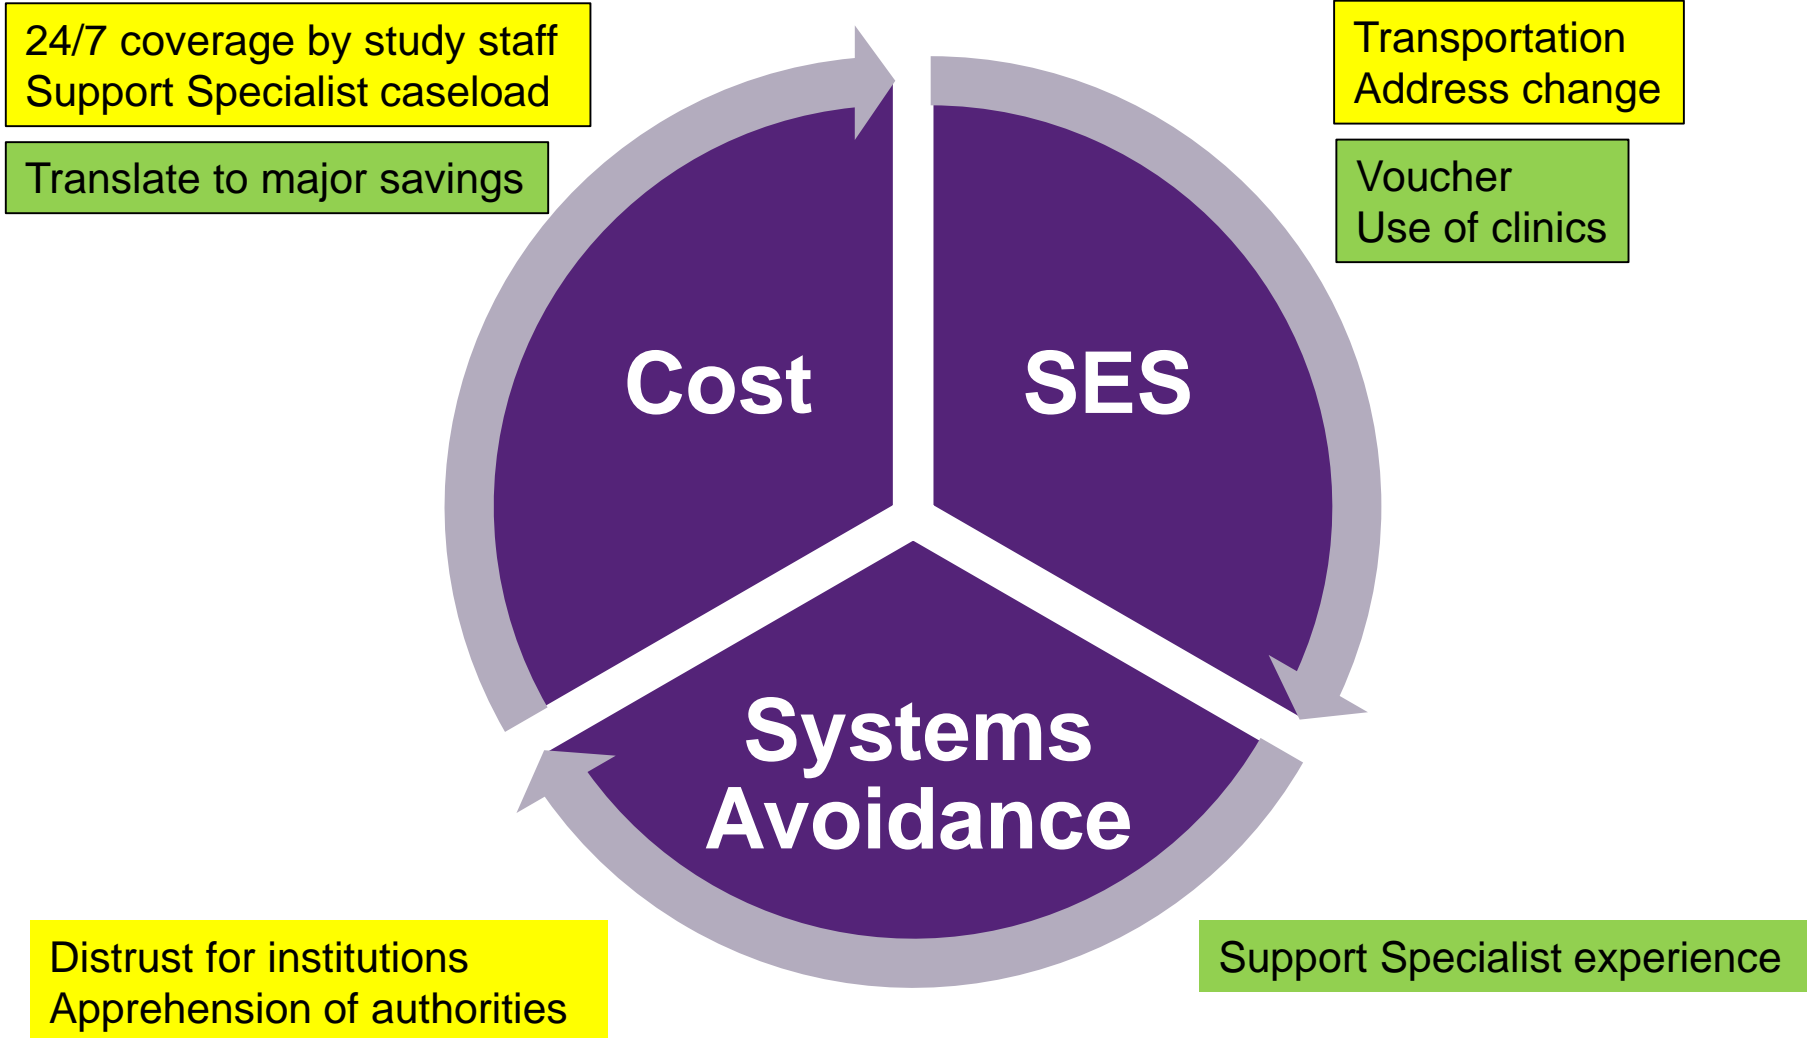 24/7 coverage by study staff
Support Specialist caseload
Translate to major savings
Transportation
Address change
Voucher
Use of clinics
Cost
SES
Systems
Avoidance
Distrust for institutions
Apprehension of authorities
Support Specialist experience